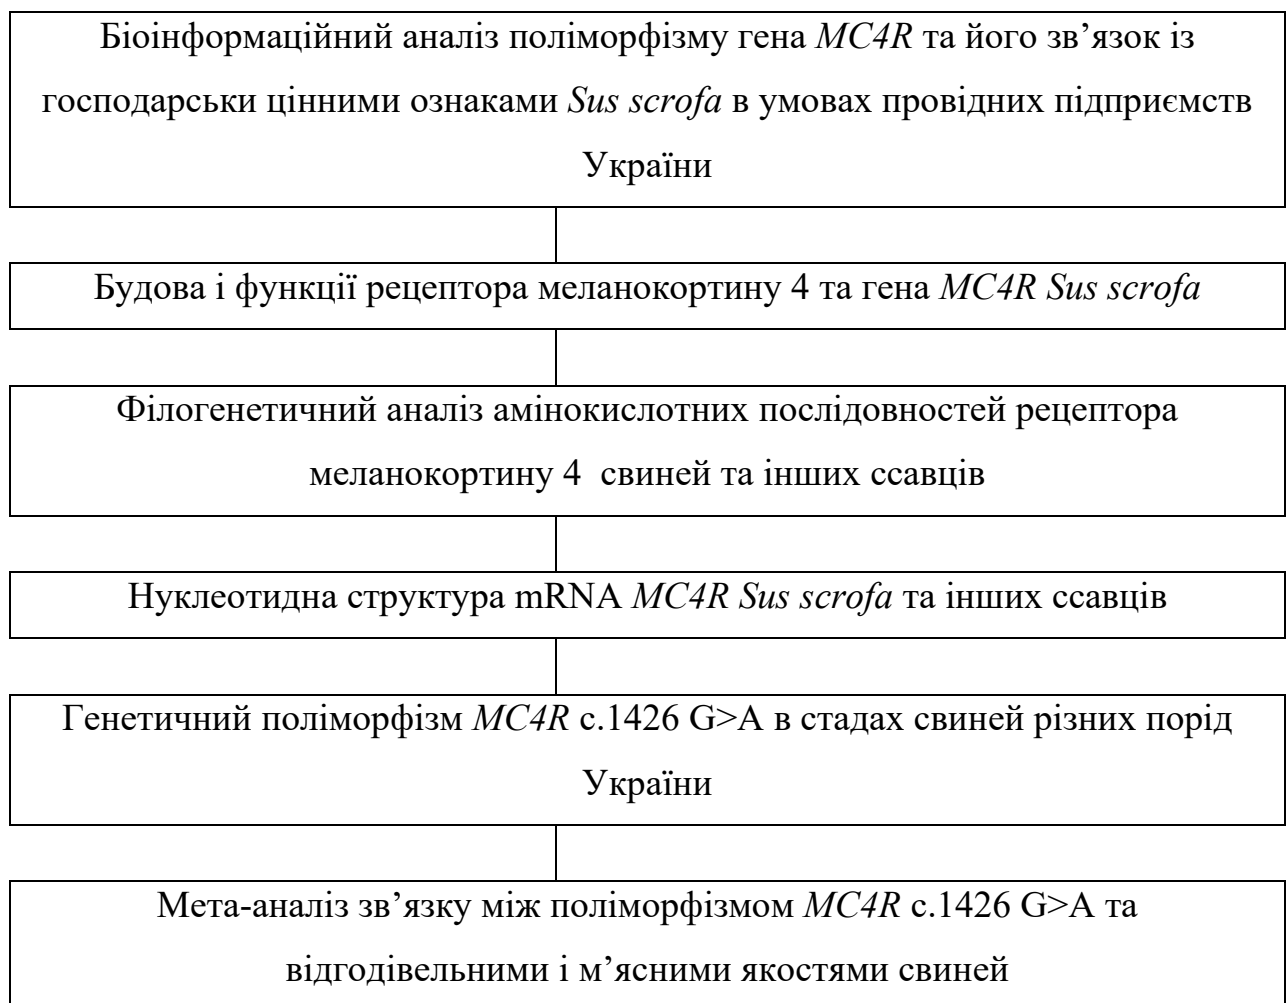 Біоінформаційний аналіз поліморфізму гена MC4R та його зв’язок із
господарськи цінними ознаками Sus scrofa в умовах провідних підприємств
України
Будова і функції рецептора меланокортину 4 та гена MC4R Sus scrofa
Філогенетичний аналіз амінокислотних послідовностей рецептора
меланокортину 4 свиней та інших ссавців
Нуклеотидна структура mRNA MC4R Sus scrofa та інших ссавців
Генетичний поліморфізм MC4R c.1426 G>A в стадах свиней різних порід
України
Мета-аналіз зв’язку між поліморфізмом MC4R c.1426 G>A та
відгодівельними і м’ясними якостями свиней